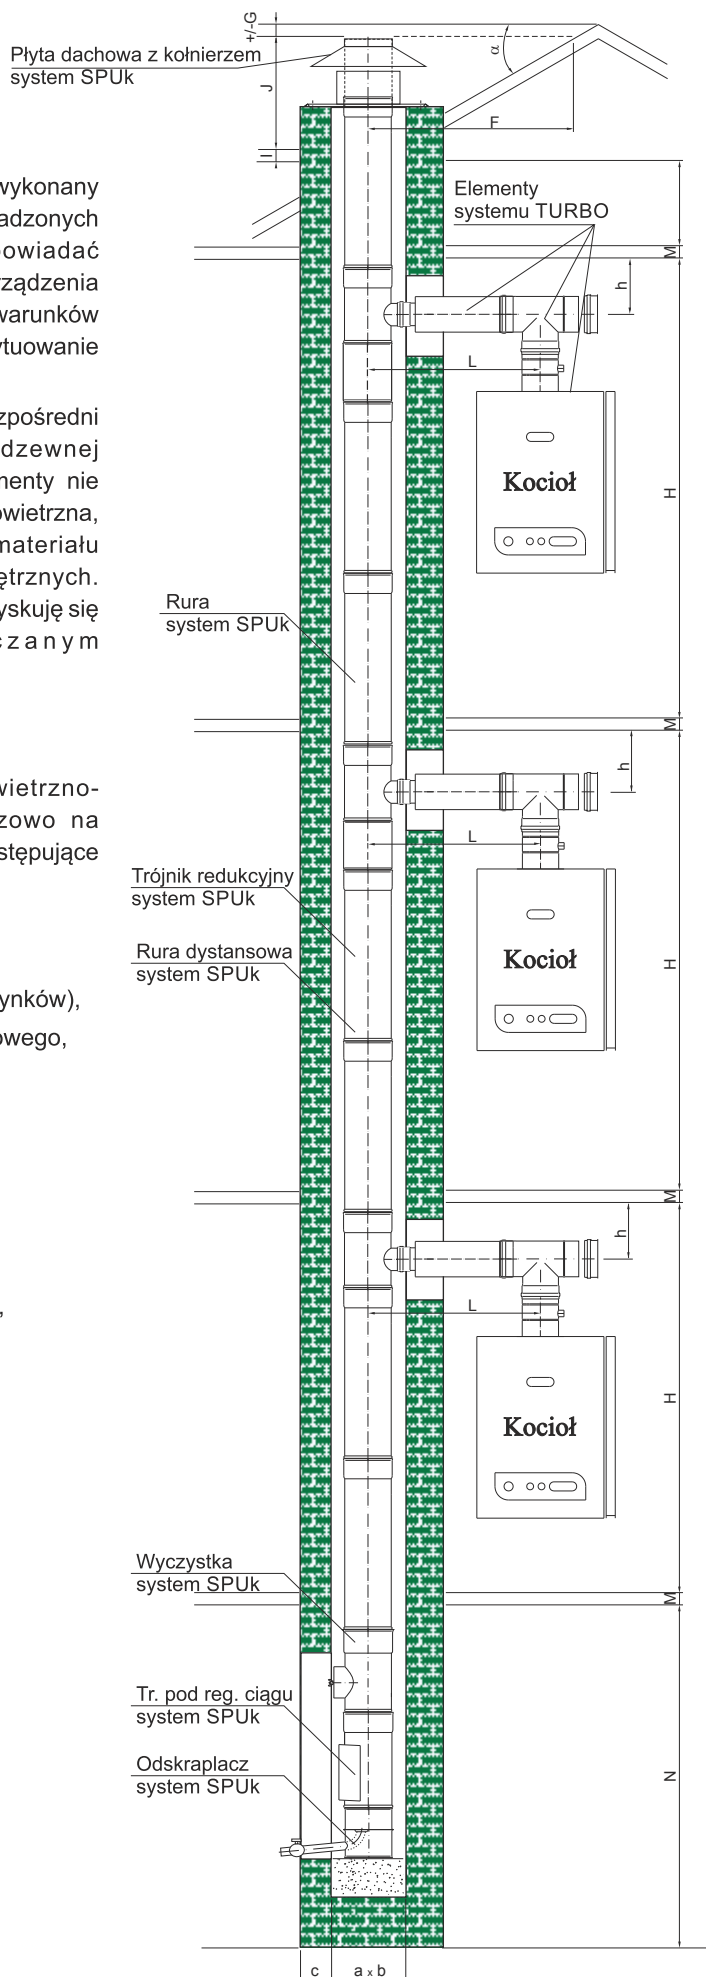 +/-G
Płyta dachowa z kołnierzem
system SPUk
α
J
F
I
wykonany
adzonych
powiadać
rządzenia
warunków
ytuowanie
Elementy
systemu TURBO
M
h
L
Kocioł
H
zpośredni
dzewnej
menty nie
owietrzna,
materiału
ętrznych.
yskuję się
czanym
Rura
system SPUk
M
h
wietrzno-
zowo na
stępujące
L
Trójnik redukcyjny
system SPUk
Rura dystansowa
system SPUk
Kocioł
H
ynków),
owego,
M
h
,
L
H
Kocioł
Wyczystka
system SPUk
M
Tr. pod reg. ciągu
system SPUk
Odskraplacz
system SPUk
N
c
a x b